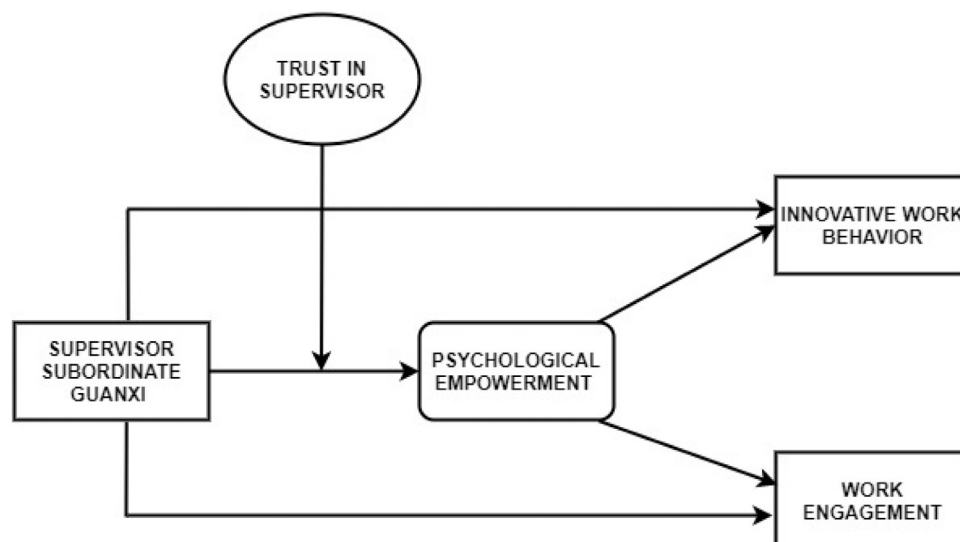 TRUST IN
SUPERVISOR
INNOVATIVE WORK
BEHAVIOR
SUPERVISOR
SUBORDINATE
GUANXI
PSYCHOLOGICAL
EMPOWERMENT
WORK
ENGAGEMENT